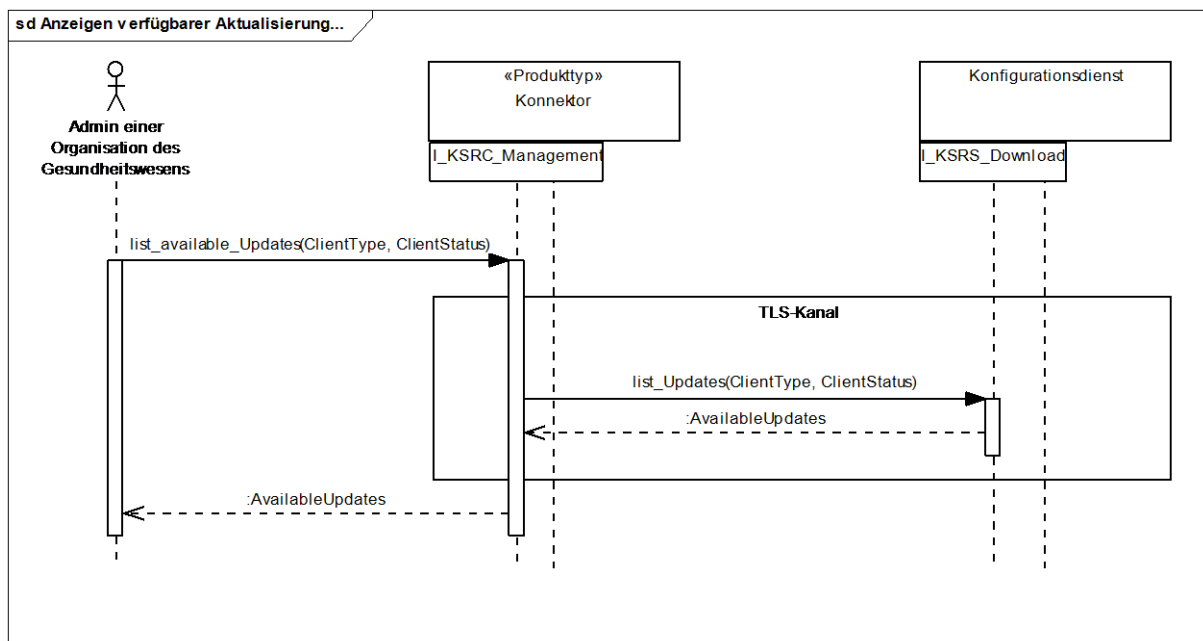 sd Anzeigen verfügbarer Aktualisierung...
«Produkttyp»
Konnektor
Konfigurationsdienst
Admin einer
Organisation des
Gesundheitswesens
I_KSRC_Management
I_KSRS_Download
list_available_Updates(ClientType, ClientStatus)
TLS-Kanal
list_Updates(ClientType, ClientStatus)
:AvailableUpdates
:AvailableUpdates